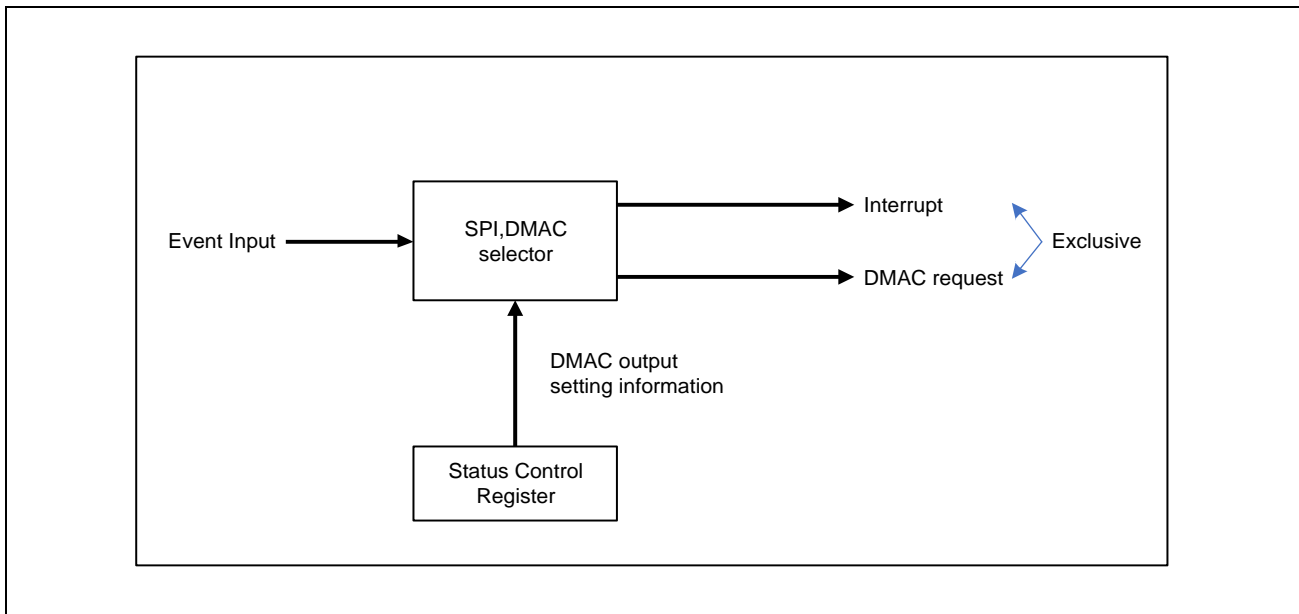 Event Input
SPI,DMAC
selector
Interrupt
DMAC request
Exclusive
DMAC output
setting information
Status Control
Register